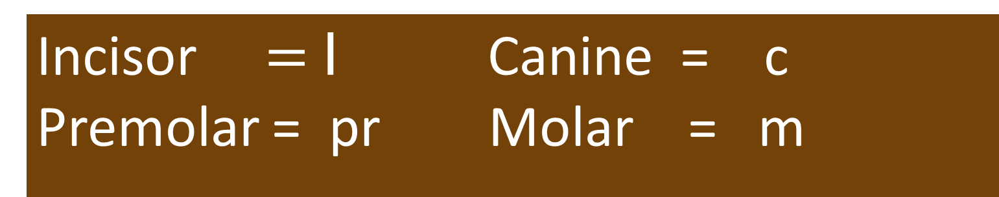 Incisor = l Canine = c
Premolar = pr Molar = m